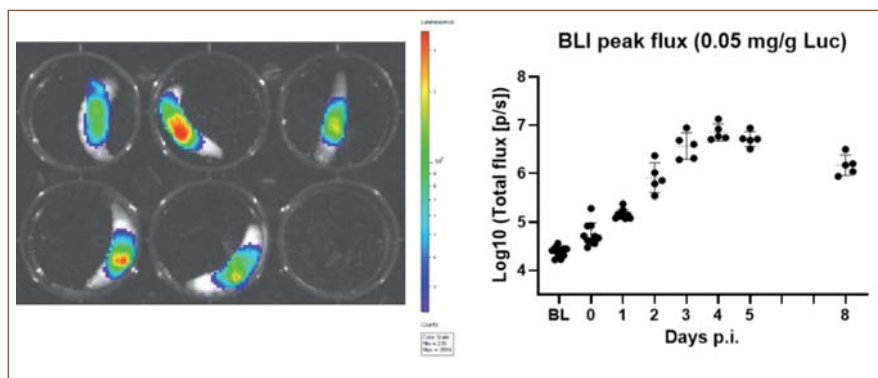 Luminescence
Counts
Color Scale
BLI peak flux (0.05 mg/g Luc)
Log10 (Total flux [p/s])
8
7
6
5
4
BL 0 1 2 3 4 5 8
Days p.i.